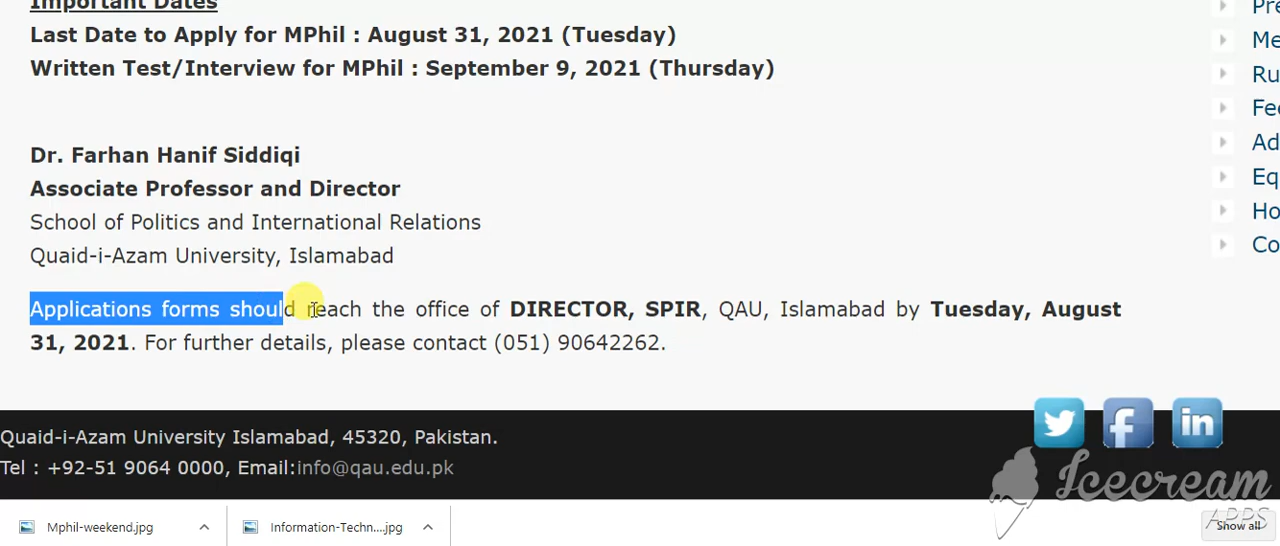 Important Dates
Last Date to Apply for MPhil : August 31, 2021 (Tuesday)
Written Test/Interview for MPhil : September 9, 2021 (Thursday)
Dr. Farhan Hanif Siddiqi
Associate Professor and Director
School of Politics and International Relations
Quaid-i-Azam University, Islamabad
Applications forms should reach the office of DIRECTOR, SPIR, QAU, Islamabad by Tuesday, August
31, 2021. For further details, please contact (051) 90642262.
Quaid-i-Azam University Islamabad, 45320, Pakistan.
Tel : +92-51 9064 0000, Email:info@qau.edu.pk
Icecream
APPS
Mphil-weekend.jpg
Information-Techn....jpg
Show all